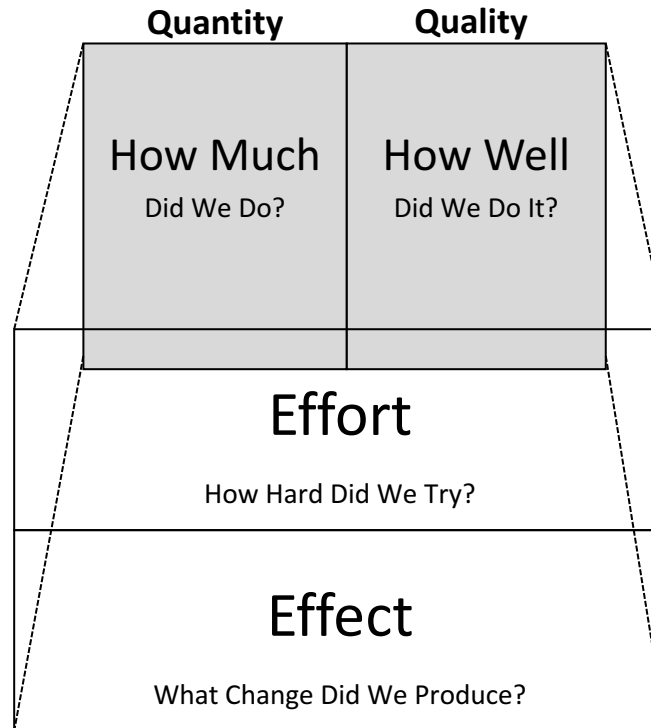 Quantity Quality
How Much How Well
Did We Do? Did We Do It?
Effort
How Hard Did We Try?
Effect
What Change Did We Produce?